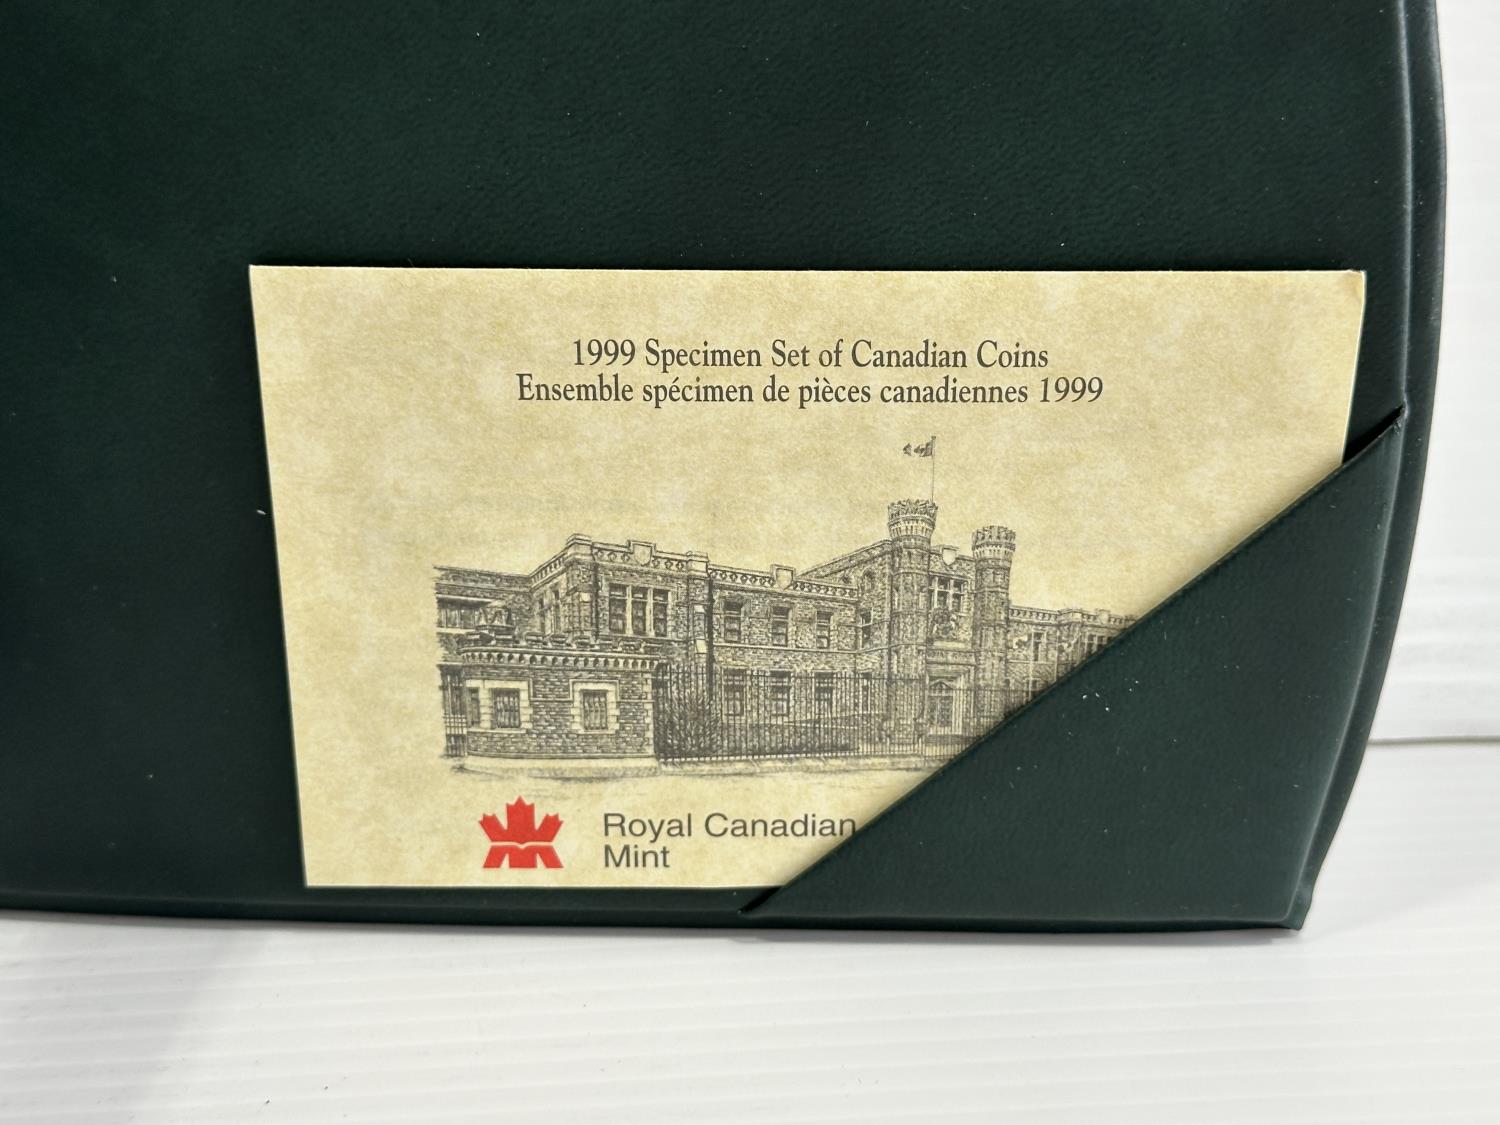 1999 Specimen Set of Canadian Coins
Ensemble spécimen de pièces canadiennes 1999
Royal Canadian
Mint